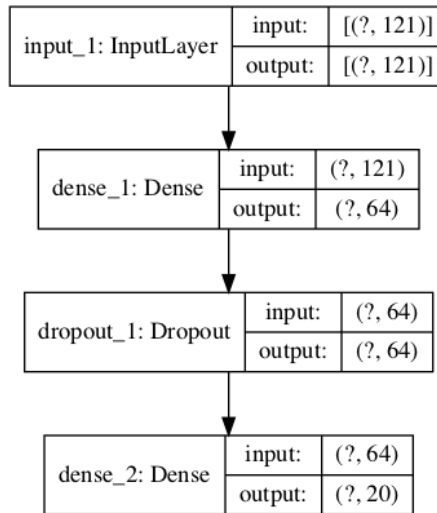 input_1: InputLayer input: [(?, 121)]
output: [(?, 121)]
dense_1: Dense input: (?, 121)
output: (?, 64)
dropout_1: Dropout input: (?, 64)
output: (?, 64)
dense_2: Dense input: (?, 64)
output: (?, 20)